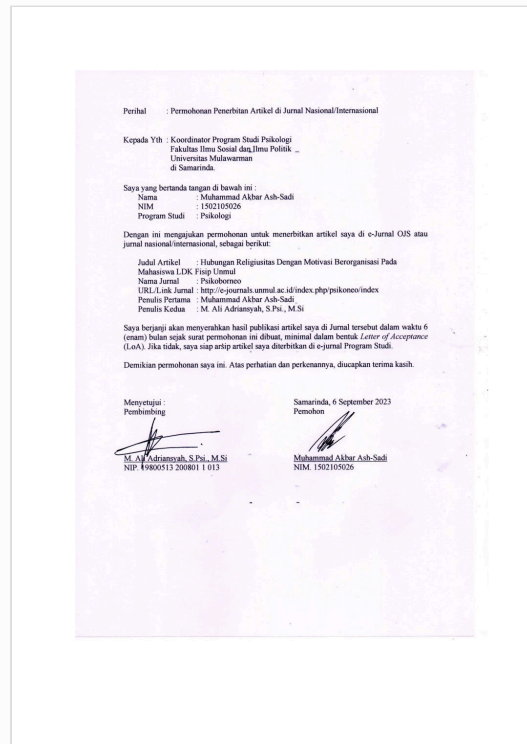 Perihal : Permohonan Penerbitan Artikel di Jurnal Nasional/Internasional
Kepada Yth : Koordinator Program Studi Psikologi
Fakultas Ilmu Sosial dan Ilmu Politik
Universitas Mulawarman
di Samarinda.
Saya yang bertanda tangan di bawah ini :
Nama : Muhammad Akbar Ash-Sadi
NIM : 1502105026
Program Studi : Psikologi
Dengan ini mengajukan permohonan untuk menerbitkan artikel saya di e-Jurnal OJS atau
jurnal nasional/internasional, sebagai berikut:
Judul Artikel : Hubungan Religiusitas Dengan Motivasi Berorganisasi Pada
Mahasiswa LDK Fisip Unmul
Nama Jurnal : Psikoborneo
URL/Link Jurnal : http://e-journals.unmul.ac.id/index.php/psikoneo/index
Penulis Pertama : Muhammad Akbar Ash-Sadi
Penulis Kedua : M. Ali Adriansyah, S.Psi., M.Si
Saya berjanji akan menyerahkan hasil publikasi artikel saya di Jurnal tersebut dalam waktu 6
(enam) bulan sejak surat permohonan ini dibuat, minimal dalam bentuk Letter of Acceptance
(LoA). Jika tidak, saya siap arsip artikel saya diterbitkan di e-jurnal Program Studi.
Demikian permohonan saya ini. Atas perhatian dan perkenannya, diucapkan terima kasih.
Menyetujui :
Pembimbing
M. Ali Adriansyah, S.Psi., M.Si
NIP. 19800513 200801 1 013
Samarinda, 6 September 2023
Pemohon
Muhammad Akbar Ash-Sadi
NIM. 1502105026